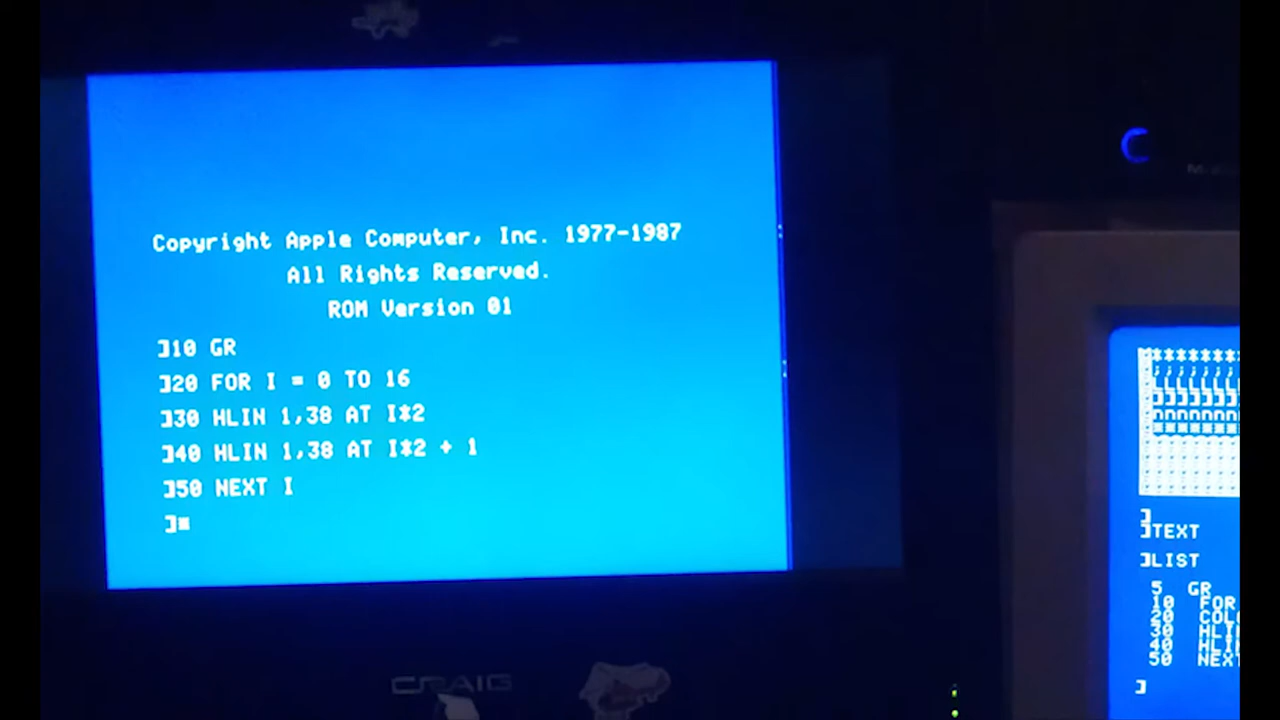 Copyright Apple Computer, Inc. 1977-1987
All Rights Reserved.
ROM Version 01
]10 GR
]20 FOR I = 0 TO 16
]30 HLIN 1,38 AT I*2
]40 HLIN 1,38 AT I*2 + 1
]50 NEXT I
]
CRAIG
]
]TEXT
]LIST
5 GR
10 FOR
20 COLO
30 HLI
40 HLI
50 NEX
]